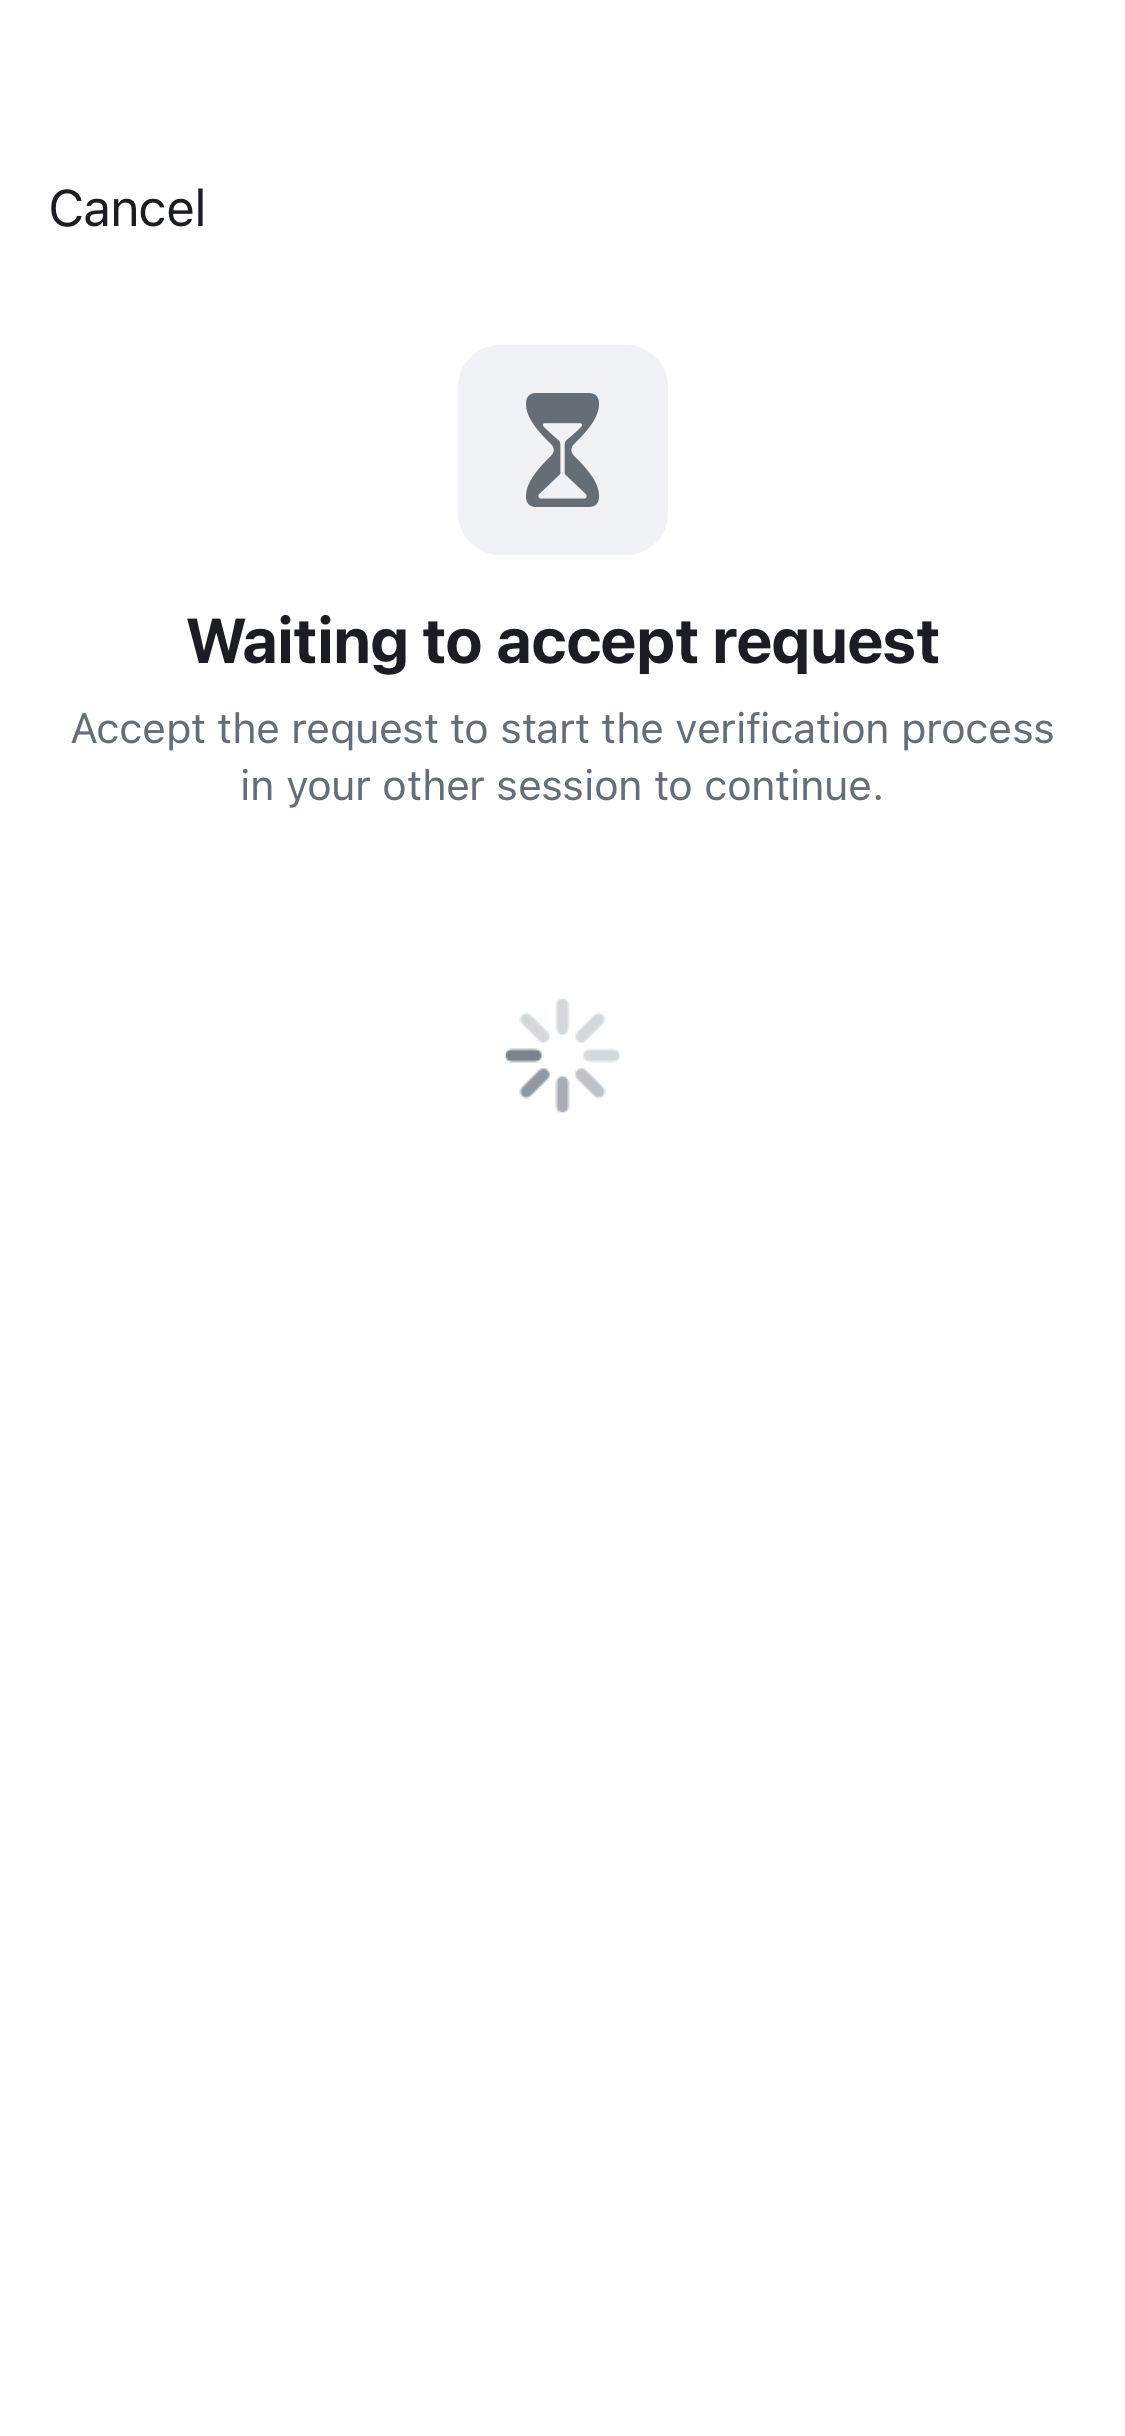 Cancel
Waiting to accept request
Accept the request to start the verification process
in your other session to continue.